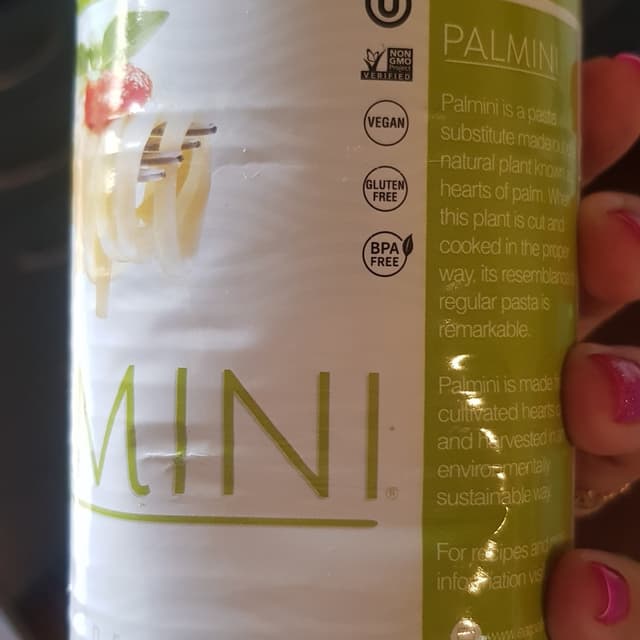 U
NON
GMO
Project
VERIFIED
VEGAN
GLUTEN
FREE
BPA
FREE
MINI
®
PALMINI
Palmini is a pasta
substitute made
natural plant known
hearts of palm. When
this plant is cut and
cooked in the proper
way, its resemblance
regular pasta is
remarkable.
Palmini is made
cultivated hearts
and harvested
environmentally
sustainable way.
For recipes and
information